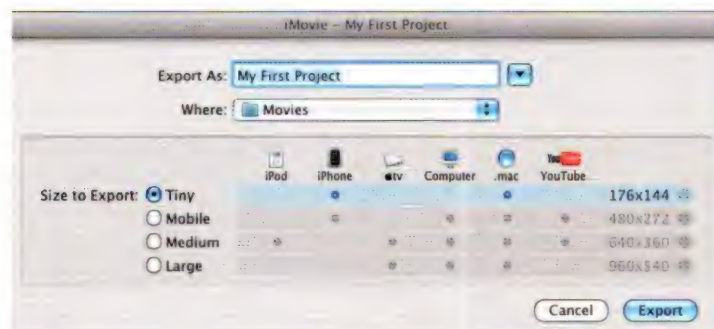 iMovie – My First Project
Export As: My First Project
Where: Movies
iPod iPhone tv Computer .mac YouTube
Size to Export: Tiny 176x144
Mobile 480x272
Medium 640x360
Large 960x540
Cancel Export